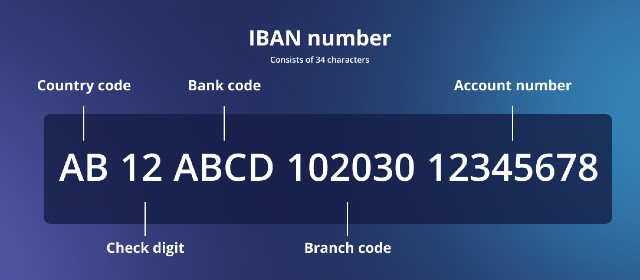 IBAN number
Consists of 34 characters
Country code Bank code Account number
AB 12 ABCD 102030 12345678
Check digit Branch code